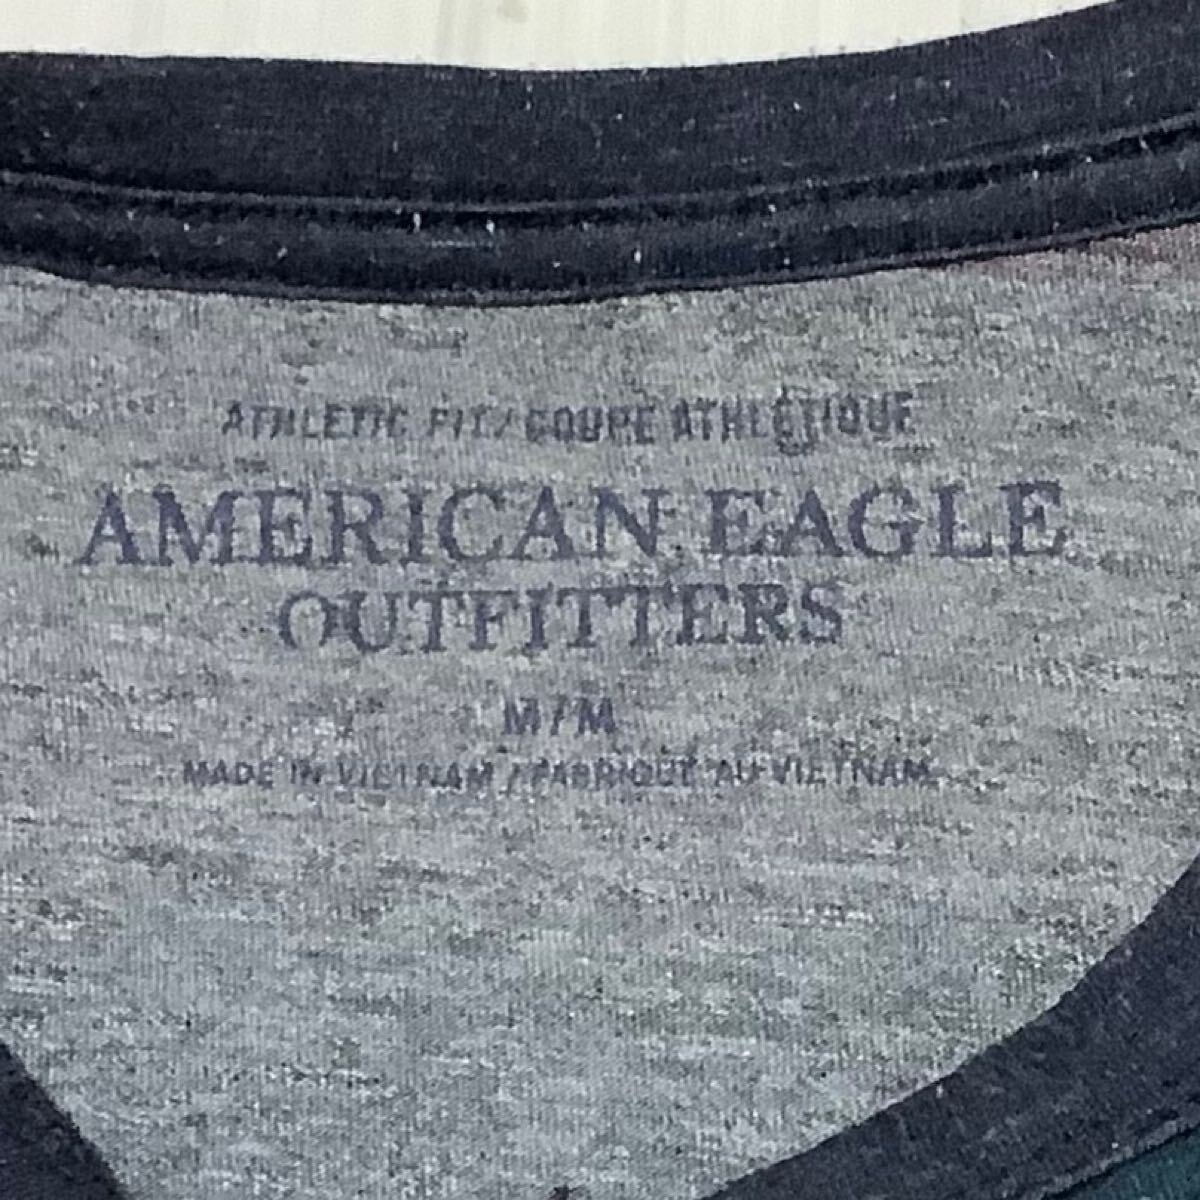 ATHLETIC FIT/COUPE ATHLÉTIQUE
AMERICAN EAGLE
OUTFITTERS
M/M
MADE IN VIETNAM / FABRIQUÉ AU VIETNAM